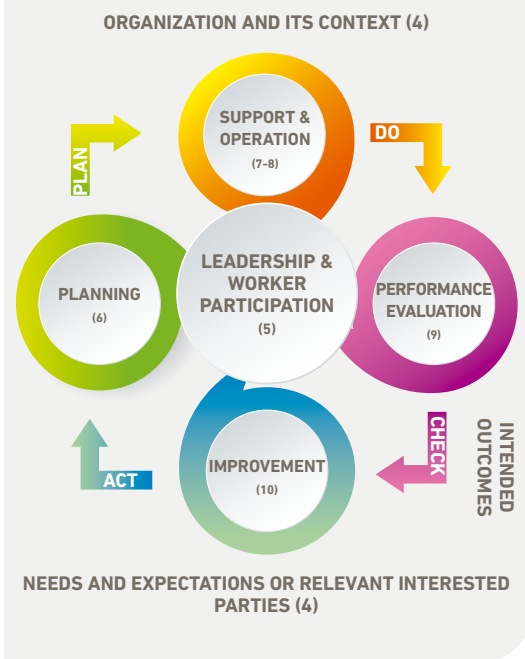 ORGANIZATION AND ITS CONTEXT (4)
SUPPORT &
OPERATION
(7-8)
PLAN
DO
LEADERSHIP &
WORKER
PARTICIPATION
(5)
PLANNING
(6)
PERFORMANCE
EVALUATION
(9)
IMPROVEMENT
(10)
ACT
CHECK
INTENDED
OUTCOMES
NEEDS AND EXPECTATIONS OR RELEVANT INTERESTED
PARTIES (4)